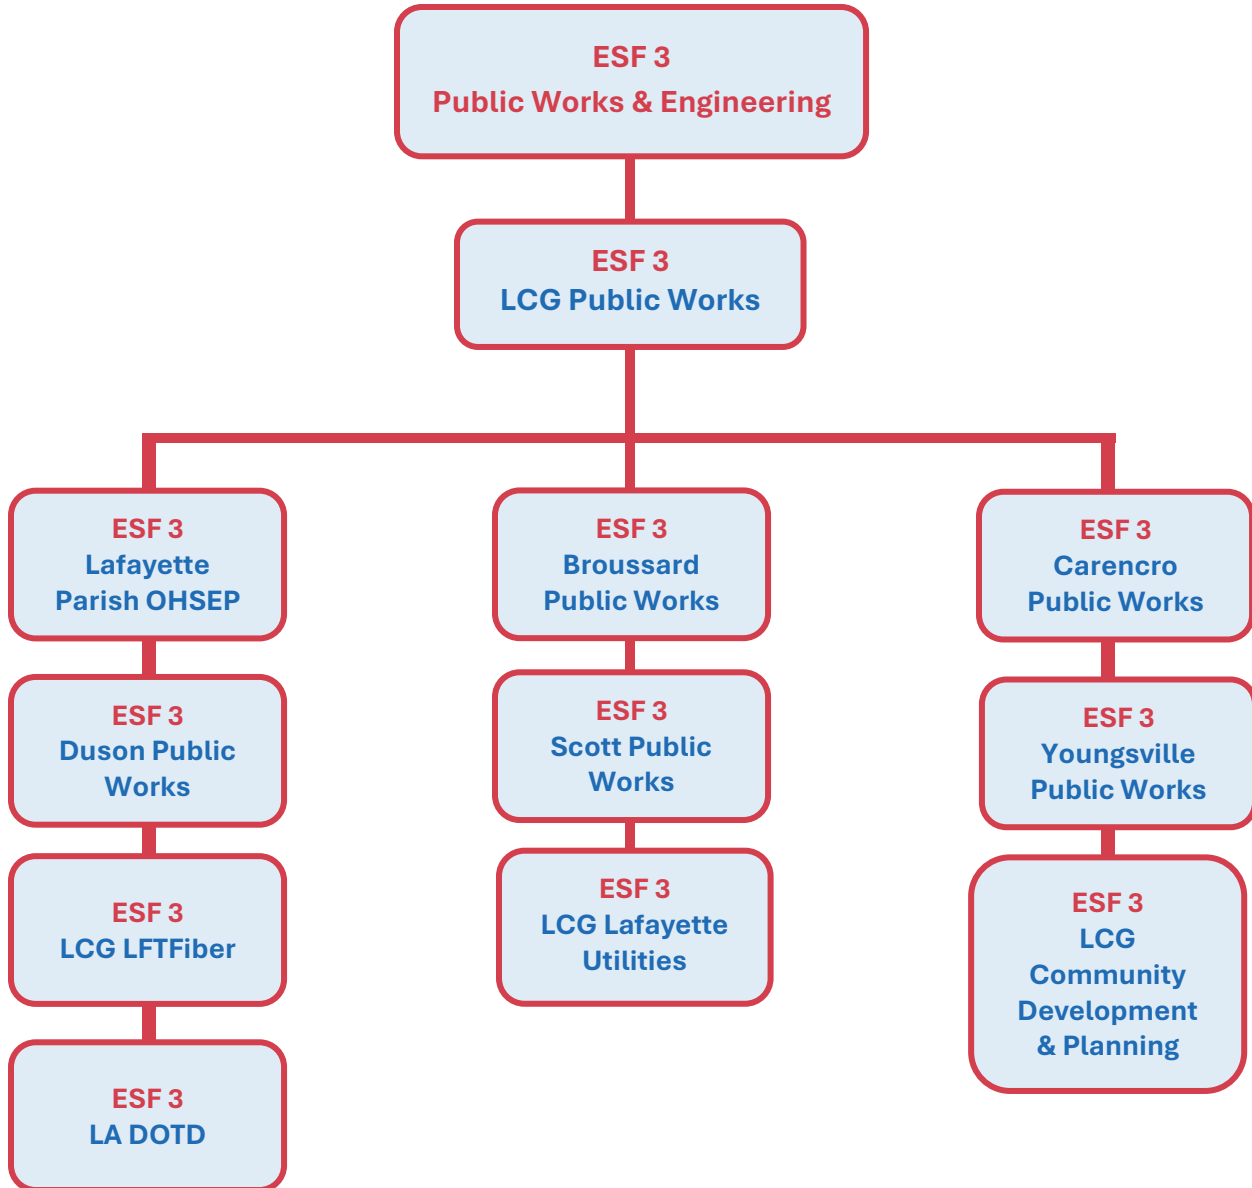 ESF 3
Public Works & Engineering
ESF 3
LCG Public Works
ESF 3
Lafayette
Parish OHSEP
ESF 3
Broussard
Public Works
ESF 3
Carencro
Public Works
ESF 3
Duson Public
Works
ESF 3
Scott Public
Works
ESF 3
Youngsville
Public Works
ESF 3
LCG LFTFiber
ESF 3
LCG Lafayette
Utilities
ESF 3
LCG
Community
Development
& Planning
ESF 3
LA DOTD